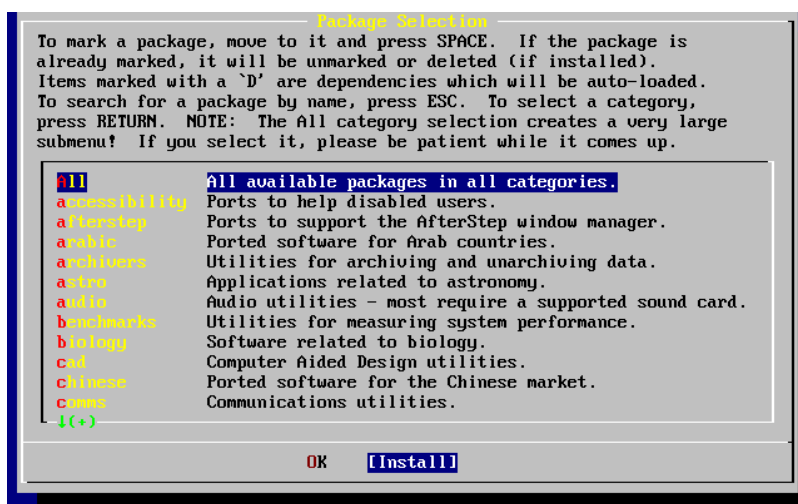 Package Selection
To mark a package, move to it and press SPACE.  If the package is
already marked, it will be unmarked or deleted (if installed).
Items marked with a `D' are dependencies which will be auto-loaded.
To search for a package by name, press ESC.  To select a category,
press RETURN.  NOTE:  The All category selection creates a very large
submenu!  If you select it, please be patient while it comes up.
All All available packages in all categories.
accessibility Ports to help disabled users.
afterstep Ports to support the AfterStep window manager.
arabic Ported software for Arab countries.
archivers Utilities for archiving and unarchiving data.
astro Applications related to astronomy.
audio Audio utilities - most require a supported sound card.
benchmarks Utilities for measuring system performance.
biology Software related to biology.
cad Computer Aided Design utilities.
chinese Ported software for the Chinese market.
comms Communications utilities.
↓(+)
OK [Install]